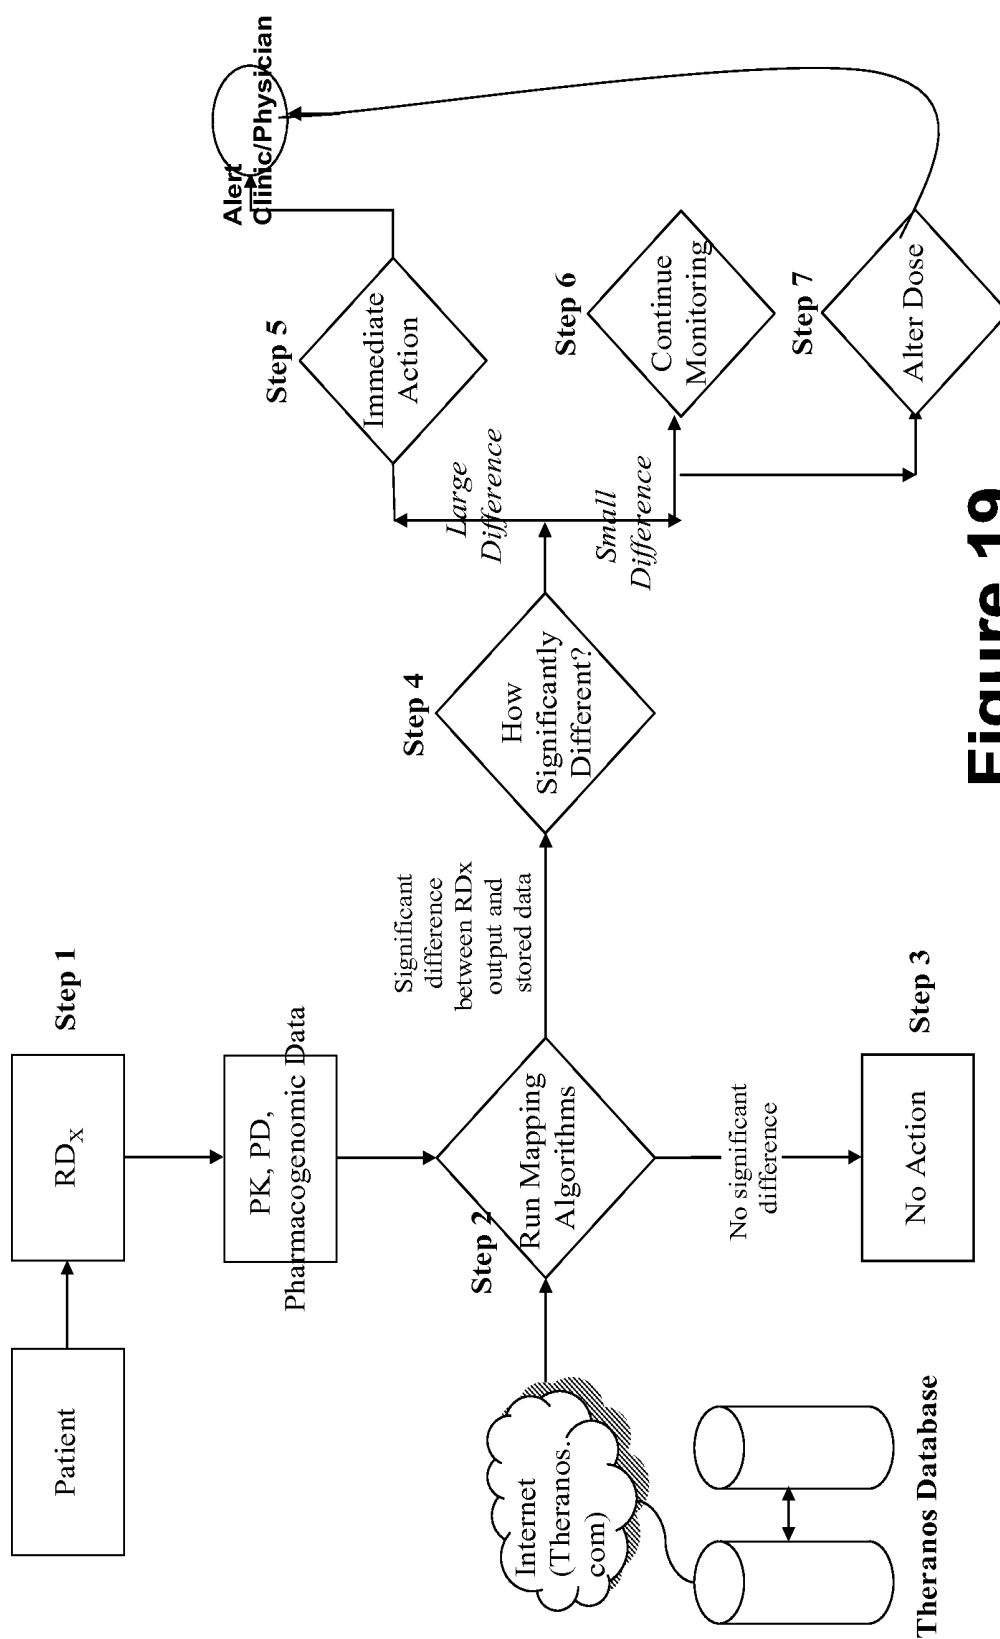 Patient
RDX
Step 1
PK, PD,
Pharmacogenomic Data
Internet
(Theranos.
com)
Theranos Database
Step 2
Run Mapping
Algorithms
No significant
difference
No Action
Step 3
Significant
difference
between RDx
output and
stored data
Step 4
How
Significantly
Different?
Large
Difference
Small
Difference
Step 5
Immediate
Action
Step 6
Continue
Monitoring
Step 7
Alter Dose
Alert
Clinic/Physician
Figure 19